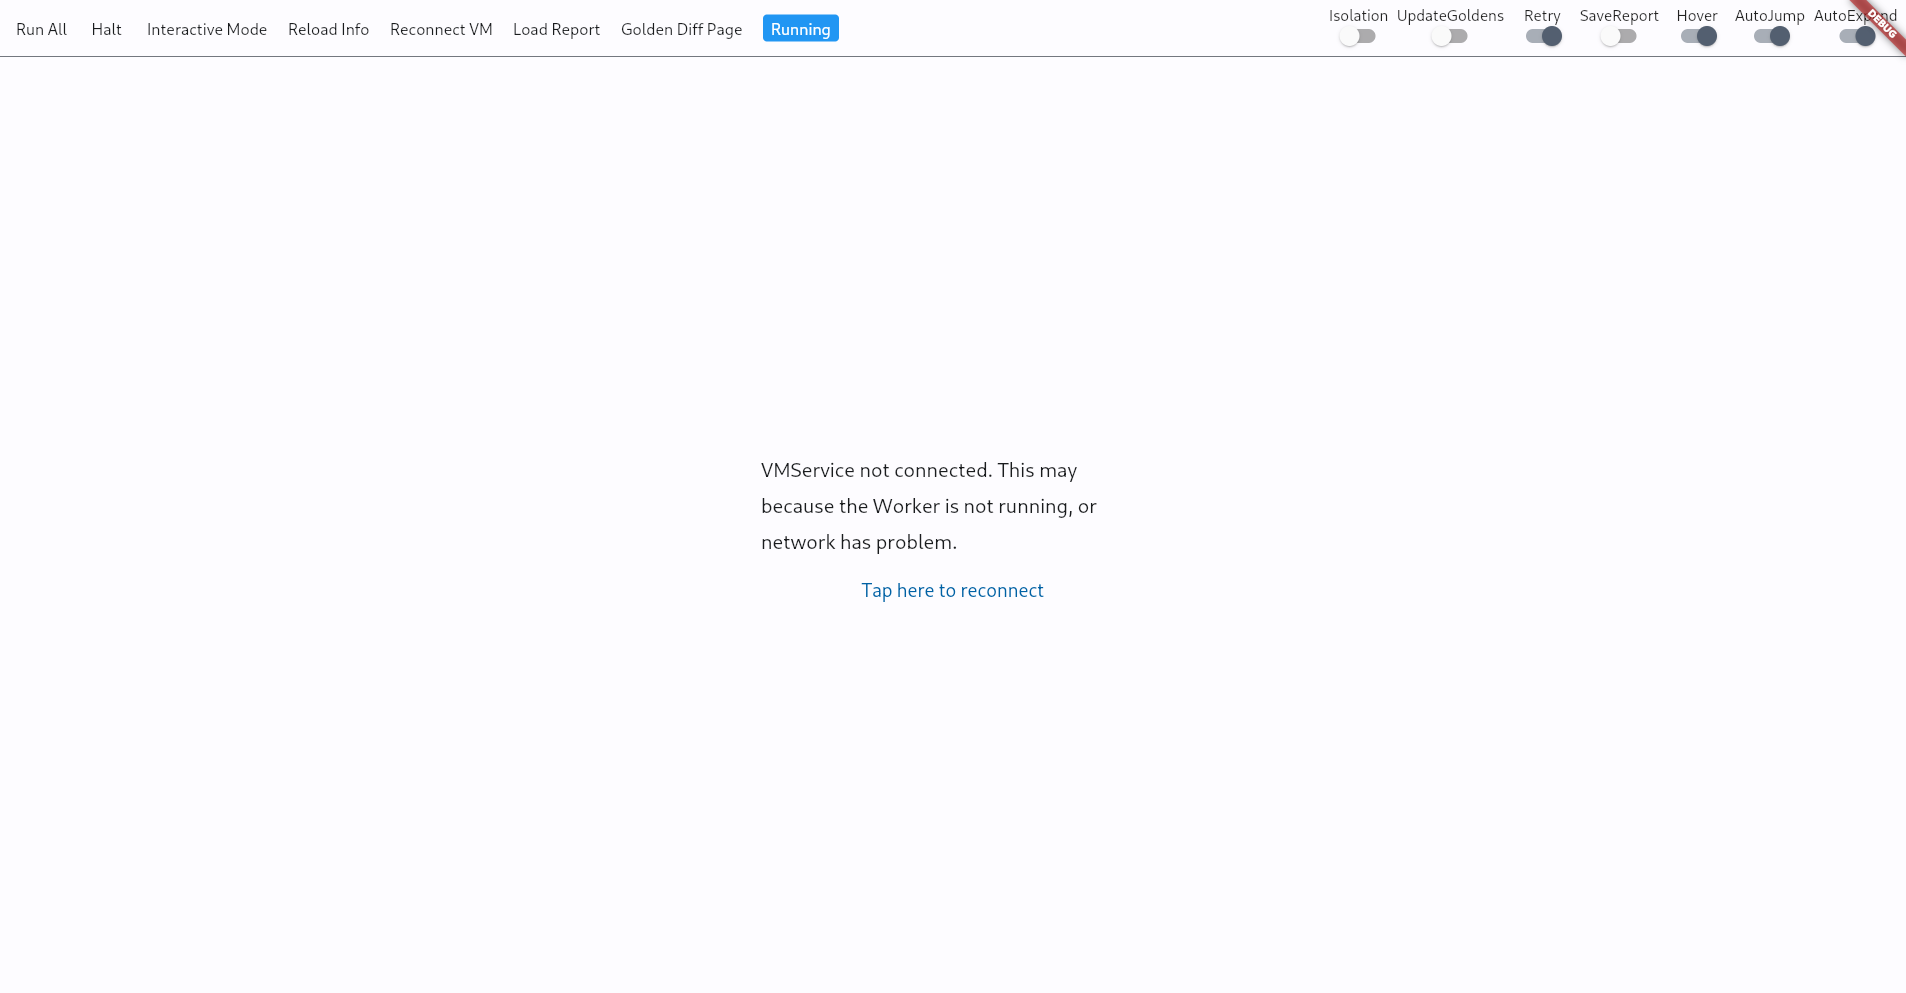 Run All Halt Interactive Mode Reload Info Reconnect VM Load Report Golden Diff Page Running
Isolation UpdateGoldens Retry SaveReport Hover AutoJump AutoExpand
DEBUG
VMService not connected. This may
because the Worker is not running, or
network has problem.
Tap here to reconnect